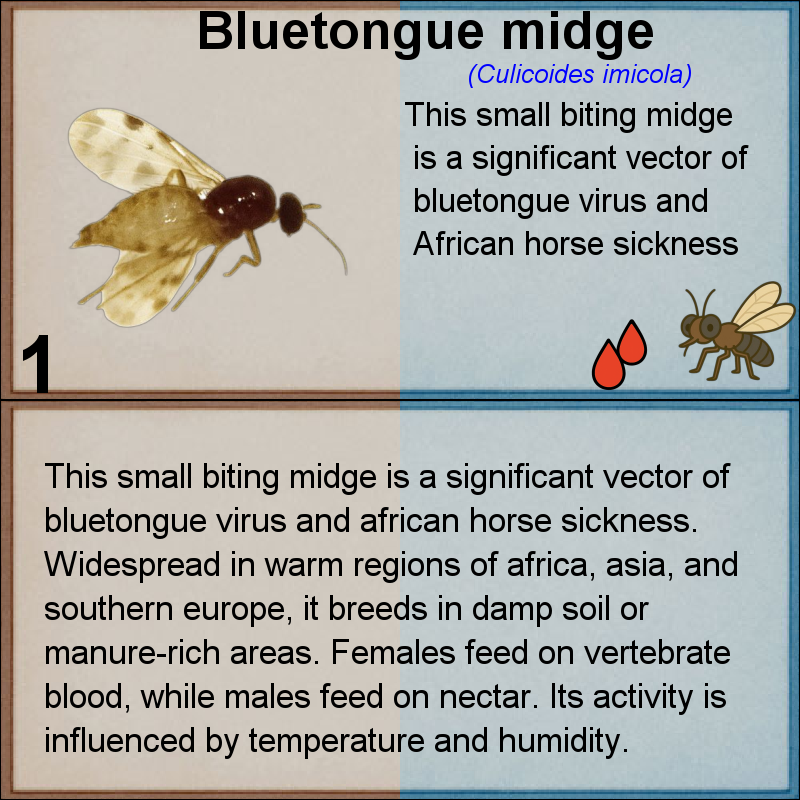 Bluetongue midge
(Culicoides imicola)
This small biting midge
is a significant vector of
bluetongue virus and
African horse sickness
1
This small biting midge is a significant vector of
bluetongue virus and african horse sickness.
Widespread in warm regions of africa, asia, and
southern europe, it breeds in damp soil or
manure-rich areas. Females feed on vertebrate
blood, while males feed on nectar. Its activity is
influenced by temperature and humidity.